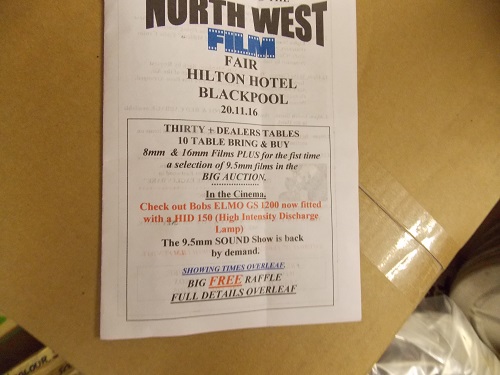 THE
NORTH WEST
FILM
FAIR
HILTON HOTEL
BLACKPOOL
20.11.16
THIRTY + DEALERS TABLES
10 TABLE BRING & BUY
8mm & 16mm Films PLUS for the fist time
a selection of 9.5mm films in the
BIG AUCTION.
In the Cinema.
Check out Bobs ELMO GS 1200 now fitted
with a HID 150 (High Intensity Discharge
Lamp)
The 9.5mm SOUND Show is back
by demand.
SHOWING TIMES OVERLEAF.
BIG FREE RAFFLE
FULL DETAILS OVERLEAF
COLOUR